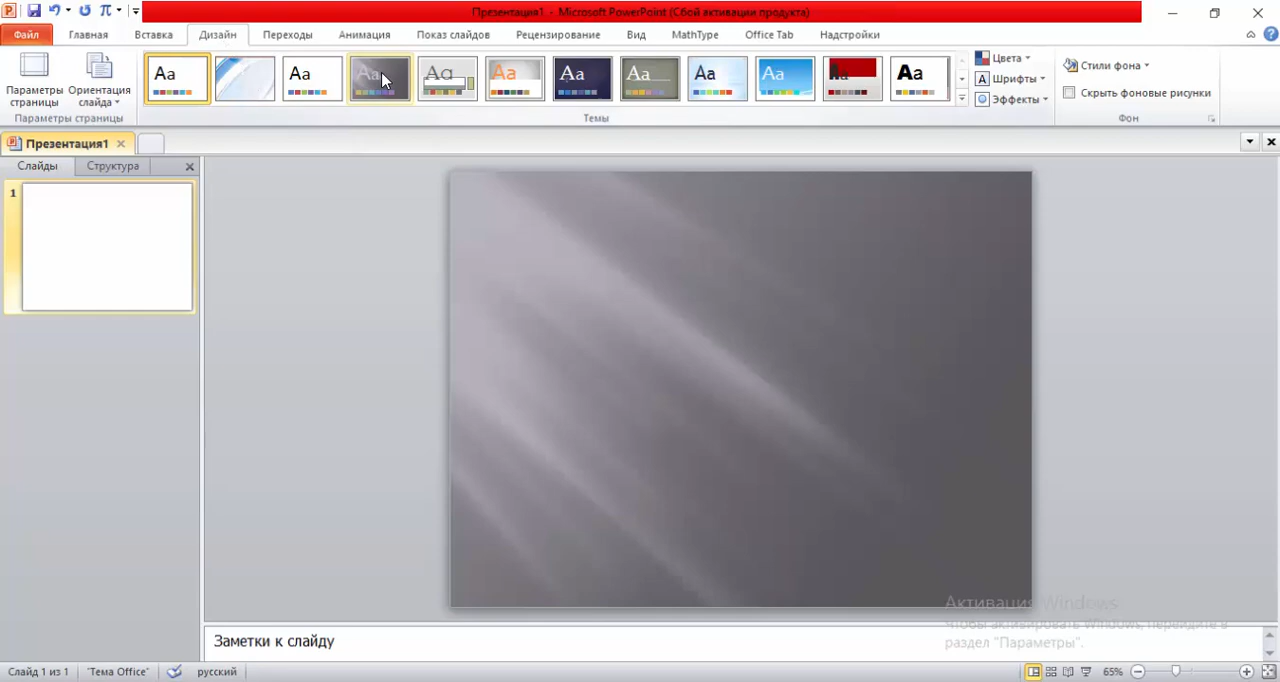 Презентация1 - Microsoft PowerPoint (Сбой активации продукта)
Файл Главная Вставка Дизайн Переходы Анимация Показ слайдов Рецензирование Вид MathType Office Tab Надстройки
Параметры страницы
Ориентация слайда
Параметры страницы
Aa Aa Aa Aa Aa Aa Aa Aa Aa Aa Aa
Темы
Цвета
Шрифты
Эффекты
Стили фона
Скрыть фоновые рисунки
Фон
Презентация1
Слайды Структура
1
Активация Windows
Чтобы активировать Windows, перейдите в
раздел "Параметры".
Заметки к слайду
Слайд 1 из 1 "Тема Office" русский 65%